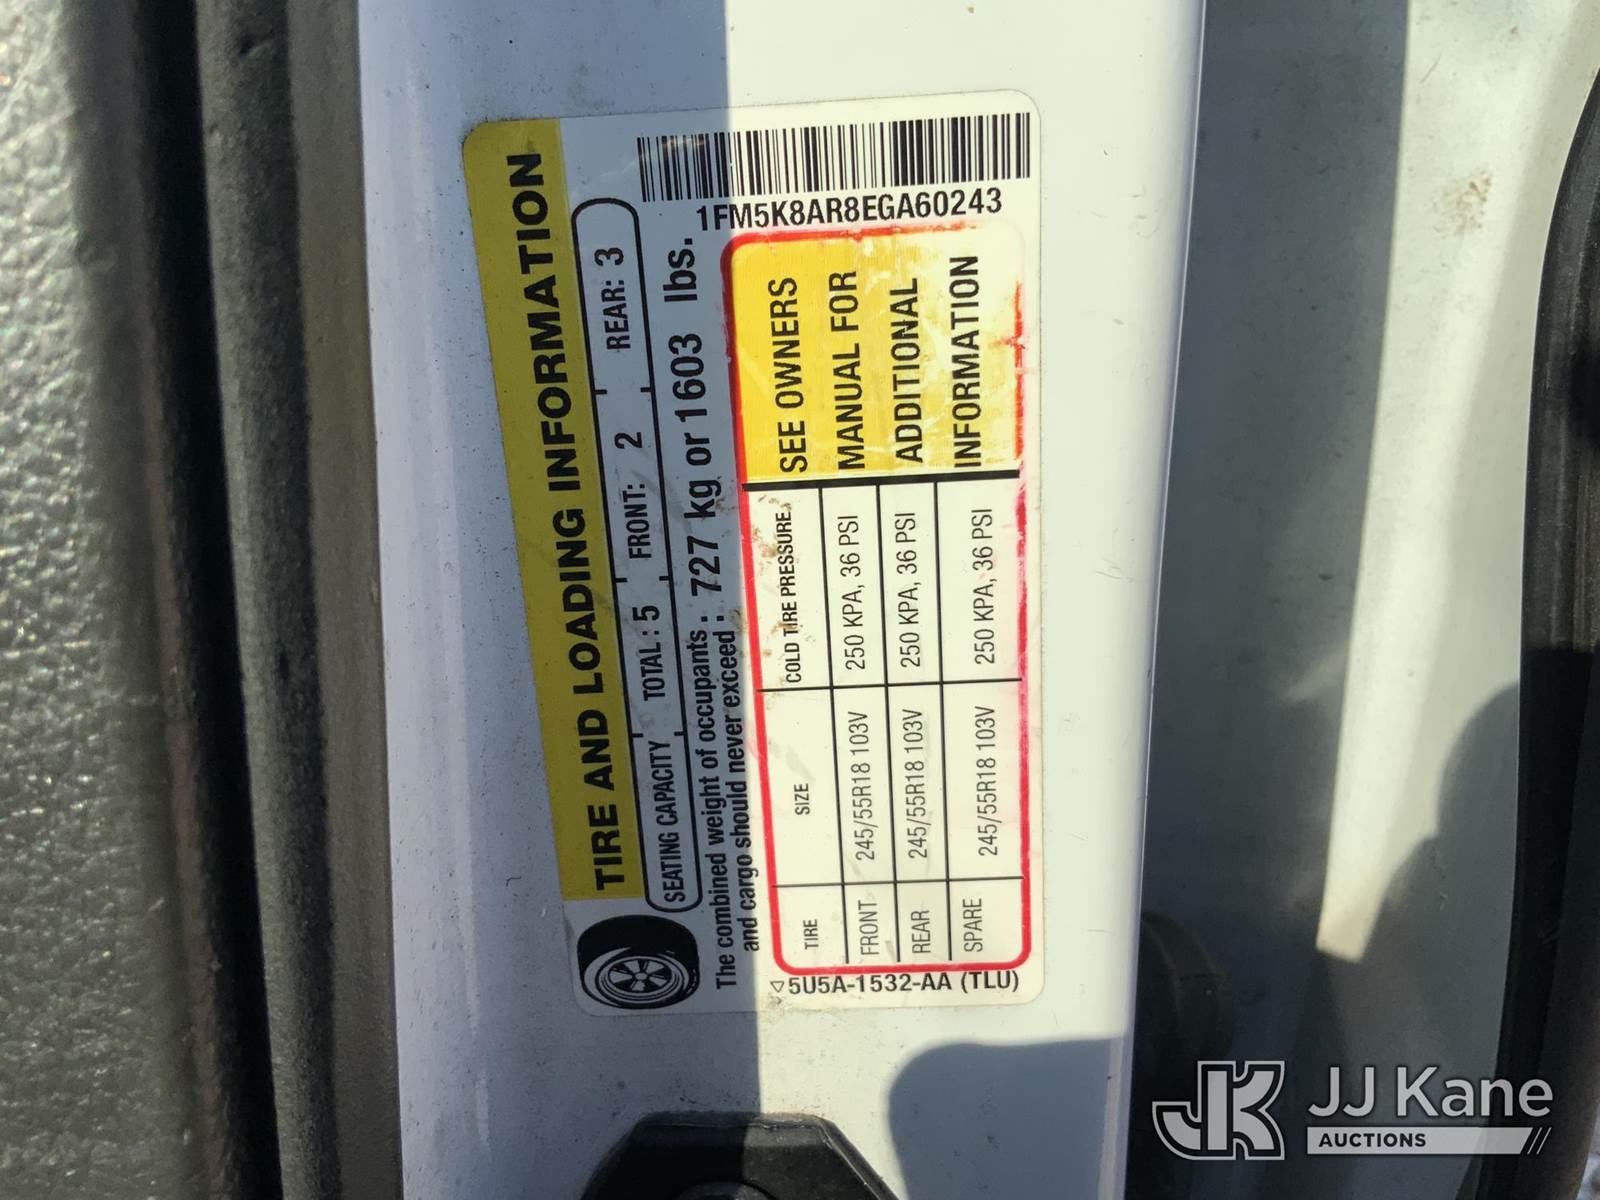 TIRE AND LOADING INFORMATION
SEATING CAPACITY TOTAL: 5 FRONT: 2 REAR: 3
The combined weight of occupants : 727 kg or 1603 lbs.
and cargo should never exceed :
1FM5K8AR8EGA60243
TIRE SIZE COLD TIRE PRESSURE
FRONT 245/55R18 103V 250 KPA, 36 PSI
REAR 245/55R18 103V 250 KPA, 36 PSI
SPARE 245/55R18 103V 250 KPA, 36 PSI
SEE OWNERS
MANUAL FOR
ADDITIONAL
INFORMATION
5U5A-1532-AA (TLU)
JK JJ Kane
AUCTIONS